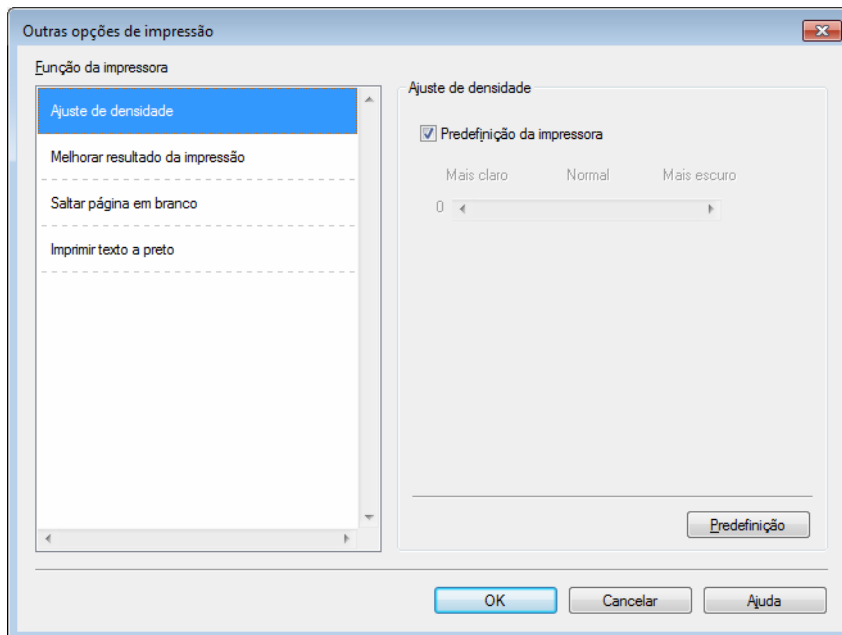 Outras opções de impressão
Função da impressora
Ajuste de densidade
Melhorar resultado da impressão
Saltar página em branco
Imprimir texto a preto
Ajuste de densidade
Predefinição da impressora
Mais claro Normal Mais escuro
0
Predefinição
OK Cancelar Ajuda